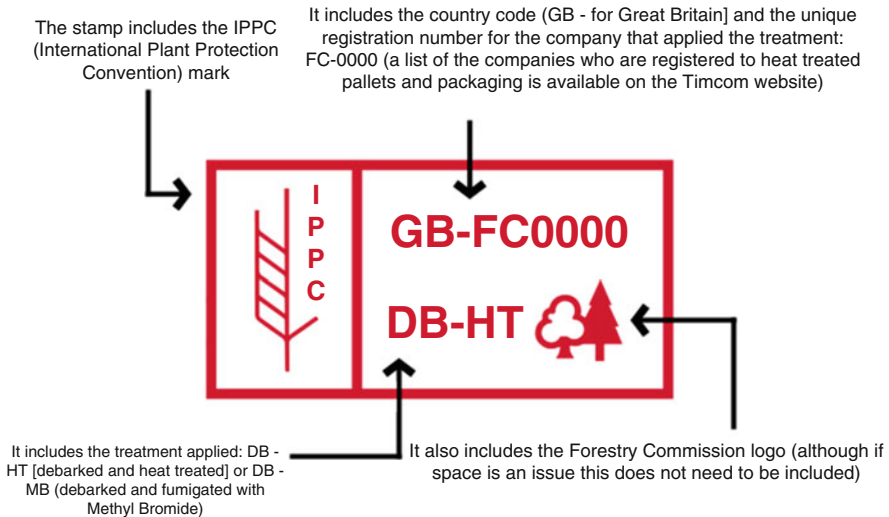 The stamp includes the IPPC
(International Plant Protection
Convention) mark
It includes the country code (GB - for Great Britain] and the unique
registration number for the company that applied the treatment:
FC-0000 (a list of the companies who are registered to heat treated
pallets and packaging is available on the Timcom website)
I
P
P
C
GB-FC0000
DB-HT
It includes the treatment applied: DB -
HT [debarked and heat treated] or DB -
MB (debarked and fumigated with
Methyl Bromide)
It also includes the Forestry Commission logo (although if
space is an issue this does not need to be included)